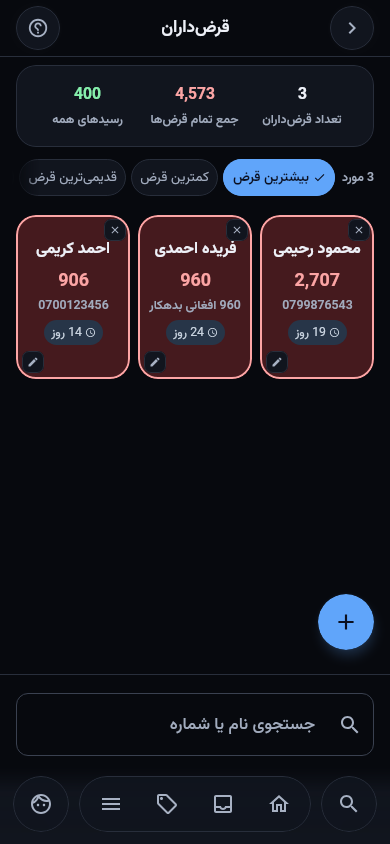 قرض‌داران
3
تعداد قرض‌داران
4,573
جمع تمام قرض‌ها
400
رسیدهای همه
3 مورد
بیشترین قرض
کمترین قرض
قدیمی‌ترین قرض
محمود رحیمی
2,707
0799876543
19 روز
فریده احمدی
960
960 افغانی بدهکار
24 روز
احمد کریمی
906
0700123456
14 روز
جستجوی نام یا شماره